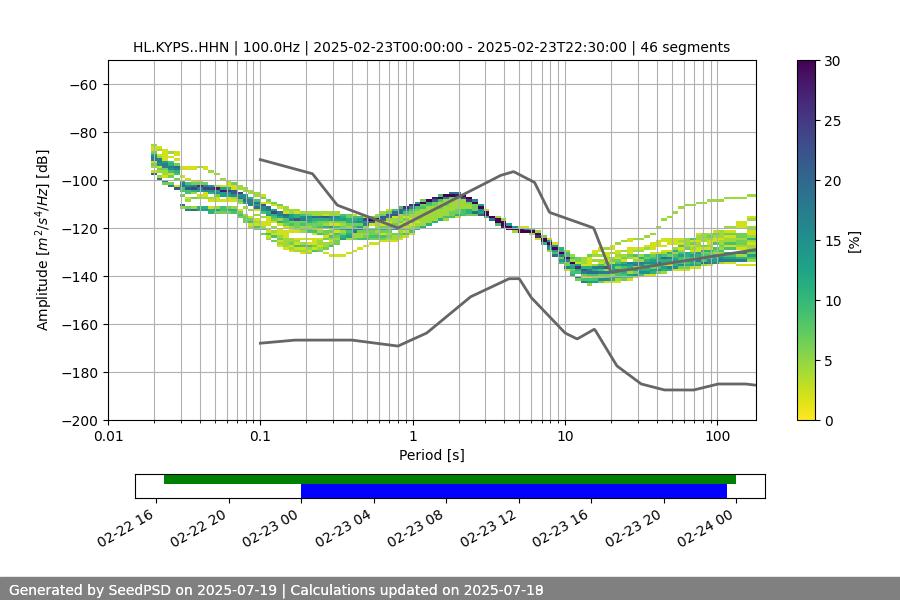 HL.KYPS..HHN | 100.0Hz | 2025-02-23T00:00:00 - 2025-02-23T22:30:00 | 46 segments
Amplitude [m²/s⁴/Hz] [dB]
−60
−80
−100
−120
−140
−160
−180
−200
0.01 0.1 1 10 100
Period [s]
30
25
20
15
10
5
0
[%]
02-22 16 02-22 20 02-23 00 02-23 04 02-23 08 02-23 12 02-23 16 02-23 20 02-24 00
Generated by SeedPSD on 2025-07-19 | Calculations updated on 2025-07-18